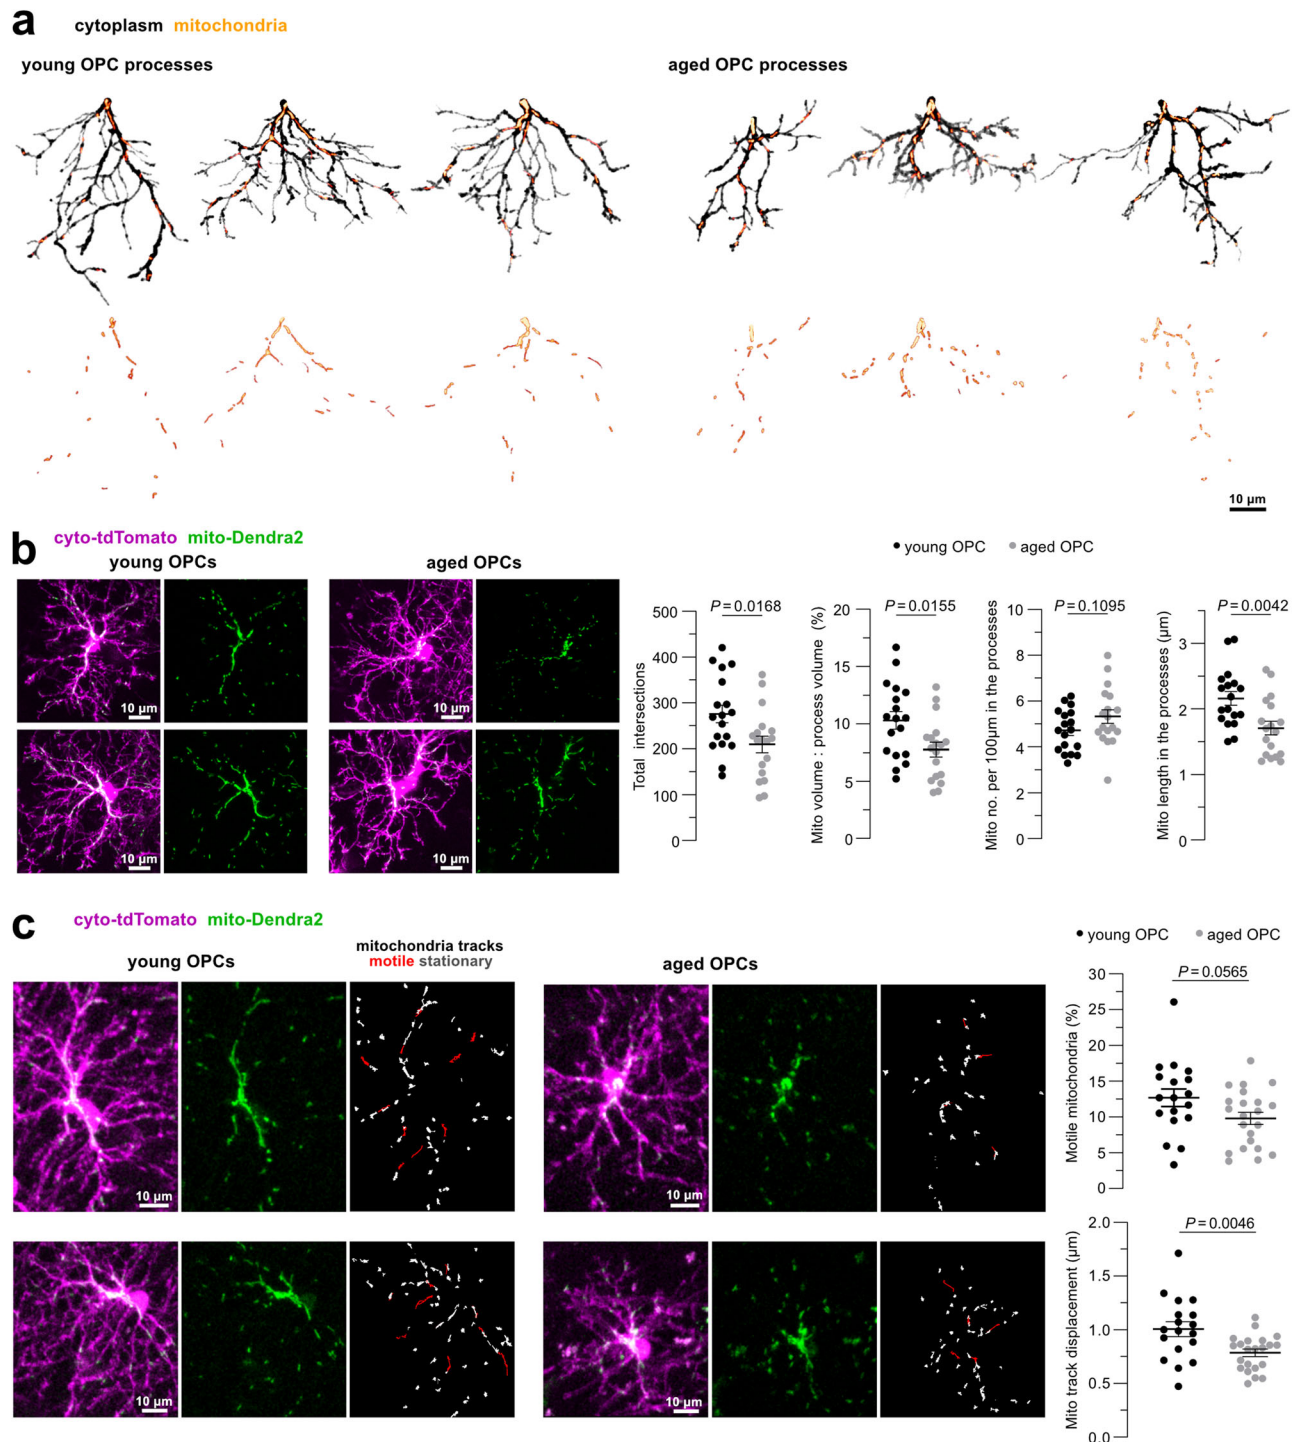 a
cytoplasm mitochondria
young OPC processes
aged OPC processes
10 µm
b
cyto-tdTomato mito-Dendra2
young OPCs
aged OPCs
10 µm
10 µm
10 µm
10 µm
young OPC aged OPC
P = 0.0168
Total intersections
500
400
300
200
100
0
P = 0.0155
Mito volume : process volume (%)
20
15
10
5
0
P = 0.1095
Mito no. per 100µm in the processes
10
8
6
4
2
0
P = 0.0042
Mito length in the processes (µm)
3
2
1
0
c
cyto-tdTomato mito-Dendra2
young OPCs
mitochondria tracks
motile stationary
aged OPCs
10 µm
10 µm
10 µm
10 µm
young OPC aged OPC
P = 0.0565
Motile mitochondria (%)
30
25
20
15
10
5
0
P = 0.0046
Mito track displacement (µm)
2.0
1.5
1.0
0.5
0.0